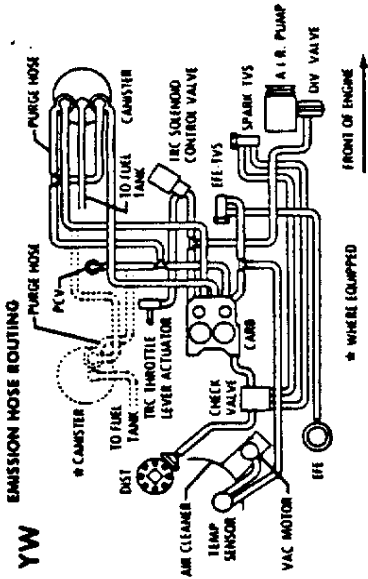 YW
EMISSION HOSE ROUTING
PURGE HOSE
CANISTER
TO FUEL
TANK
PCV
PURGE HOSE
* CANISTER
TO FUEL
TANK
TRC SOLENOID
CONTROL VALVE
TRC THROTTLE
LEVER ACTUATOR
EFE TVS
SPARK TVS
A I R. PUMP
DIV VALVE
CARB
DIST
CHECK
VALVE
AIR CLEANER
TEMP
SENSOR
VAC MOTOR
EFE
* WHERE EQUIPPED
FRONT OF ENGINE